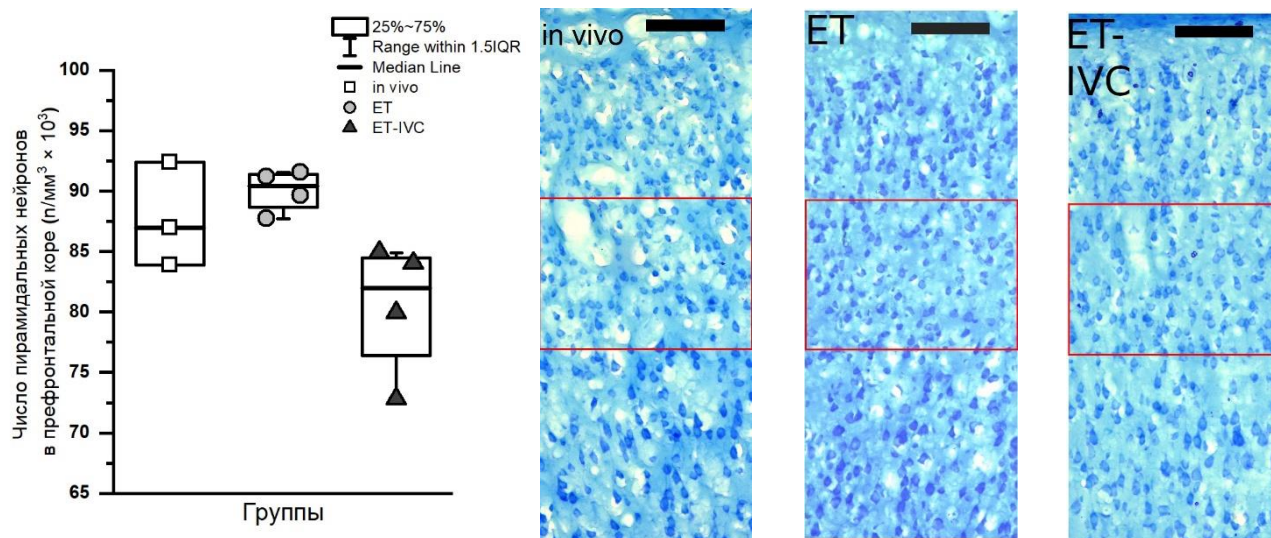 25%~75%
Range within 1.5IQR
Median Line
in vivo
ET
ET-IVC
Число пирамидальных нейронов
в префронтальной коре (n/мм³ × 10³)
100
95
90
85
80
75
70
65
Группы
in vivo
ET
ET-
IVC